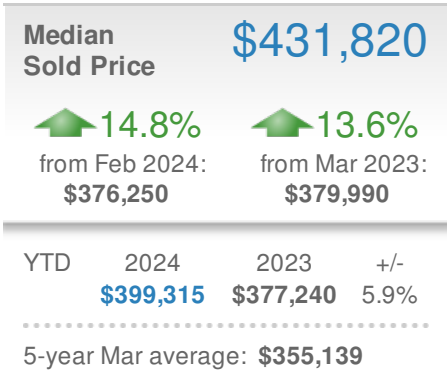 Median
Sold Price
$431,820
14.8% 13.6%
from Feb 2024: from Mar 2023:
$376,250 $379,990
YTD 2024 2023 +/-
$399,315 $377,240 5.9%
5-year Mar average: $355,139